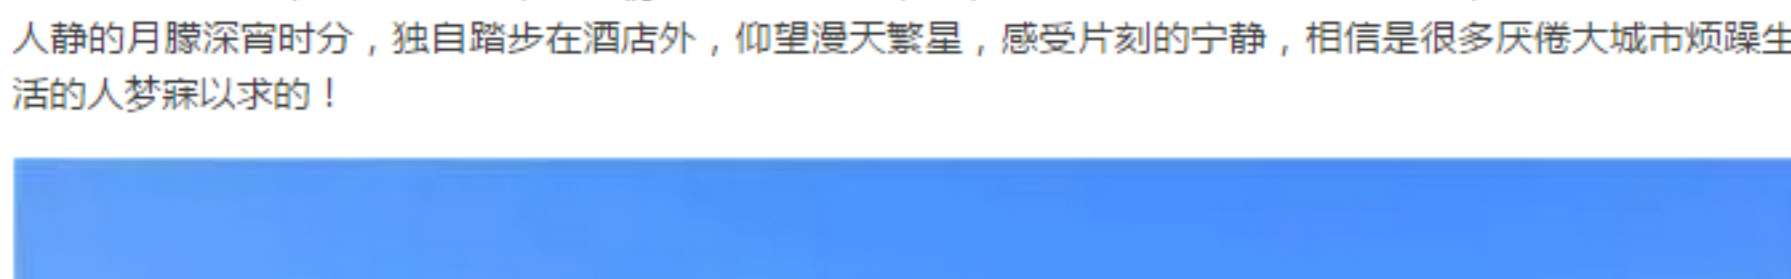 人静的月朦深宵时分，独自踏步在酒店外，仰望漫天繁星，感受片刻的宁静，相信是很多厌倦大城市烦躁生
活的人梦寐以求的！